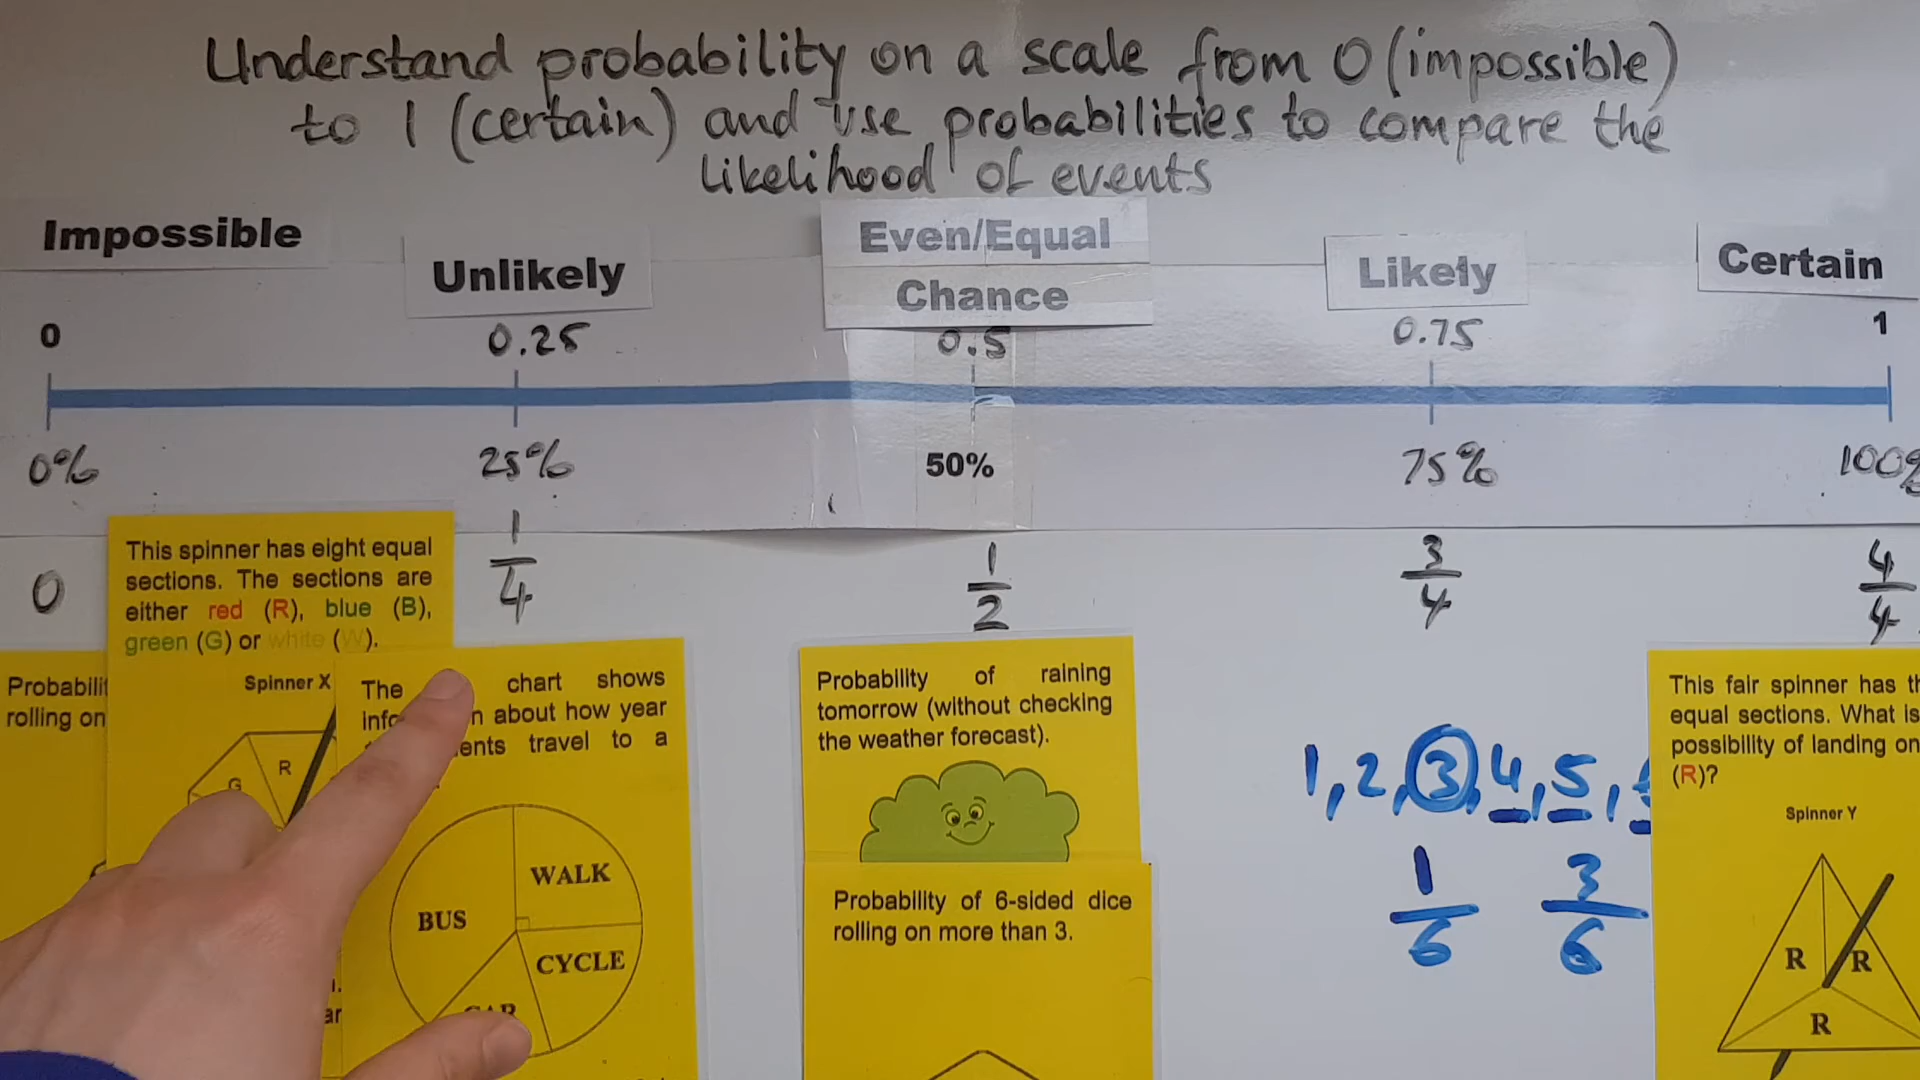 Understand probability on a scale from 0 (impossible)
to 1 (certain) and use probabilities to compare the
likelihood of events
Impossible
Unlikely
Even/Equal
Chance
Likely
Certain
0
0.25
0.5
0.75
1
0%
25%
50%
75%
100%
0
1/4
1/2
3/4
4/4
rolling on
This spinner has eight equal
sections. The sections are
either red (R), blue (B),
green (G) or white (W).
Spinner X
G
R
The chart shows
about how year
travel to a
BUS
WALK
CYCLE
CAR
Probability of raining
tomorrow (without checking
the weather forecast).
Probability of 6-sided dice
rolling on more than 3.
1, 2, 3, 4, 5,
1/6
3/6
This fair spinner has
equal sections. What is
possibility of landing on
(R)?
Spinner Y
R
R
R